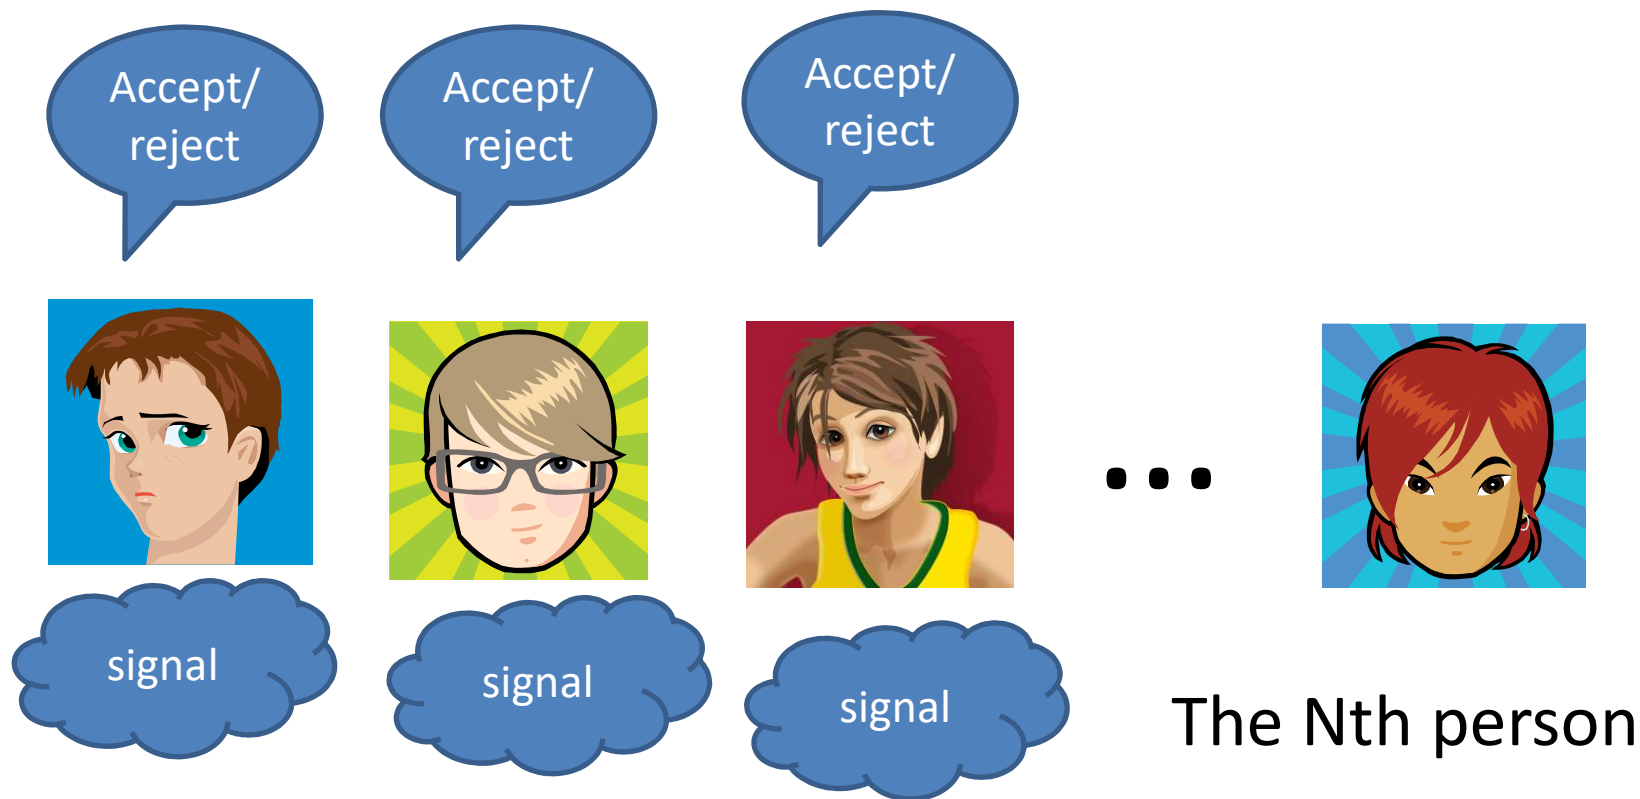 Accept/
reject
Accept/
reject
Accept/
reject
...
signal
signal
signal
The Nth person